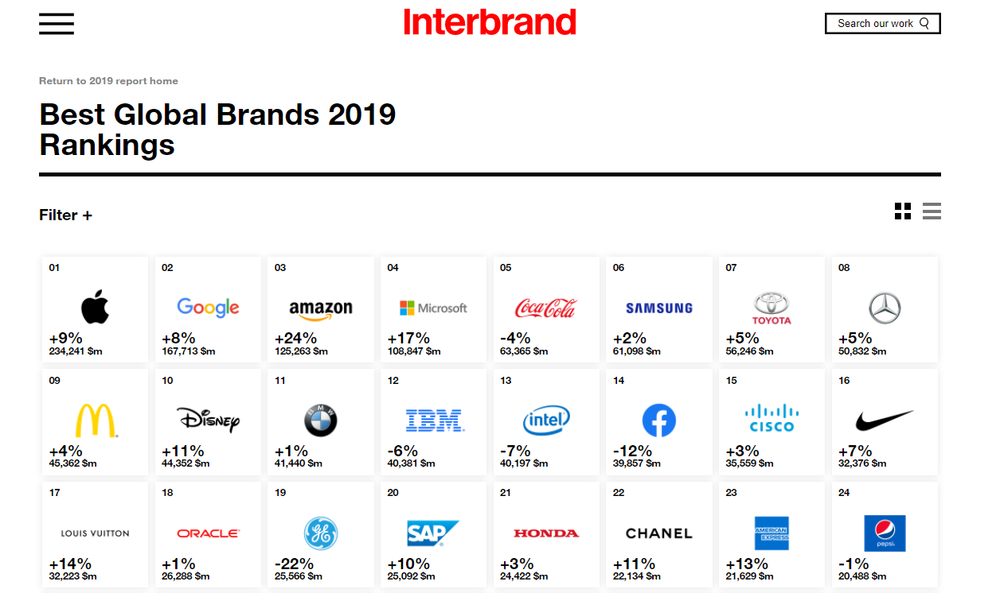 Interbrand
Search our work
Return to 2019 report home
Best Global Brands 2019
Rankings
Filter +
01
+9%
234,241 $m
02
Google
+8%
167,713 $m
03
amazon
+24%
125,263 $m
04
Microsoft
+17%
108,847 $m
05
Coca-Cola
-4%
63,365 $m
06
SAMSUNG
+2%
61,098 $m
07
TOYOTA
+5%
56,246 $m
08
+5%
50,832 $m
09
+4%
45,362 $m
10
Disney
+11%
44,352 $m
11
BMW
+1%
41,440 $m
12
IBM
-6%
40,381 $m
13
intel
-7%
40,197 $m
14
f
-12%
39,857 $m
15
CISCO
+3%
35,559 $m
16
+7%
32,376 $m
17
LOUIS VUITTON
+14%
32,223 $m
18
ORACLE
+1%
26,288 $m
19
GE
-22%
25,566 $m
20
SAP
+10%
25,092 $m
21
HONDA
+3%
24,422 $m
22
CHANEL
+11%
22,134 $m
23
AMERICAN
EXPRESS
+13%
21,629 $m
24
pepsi
-1%
20,488 $m